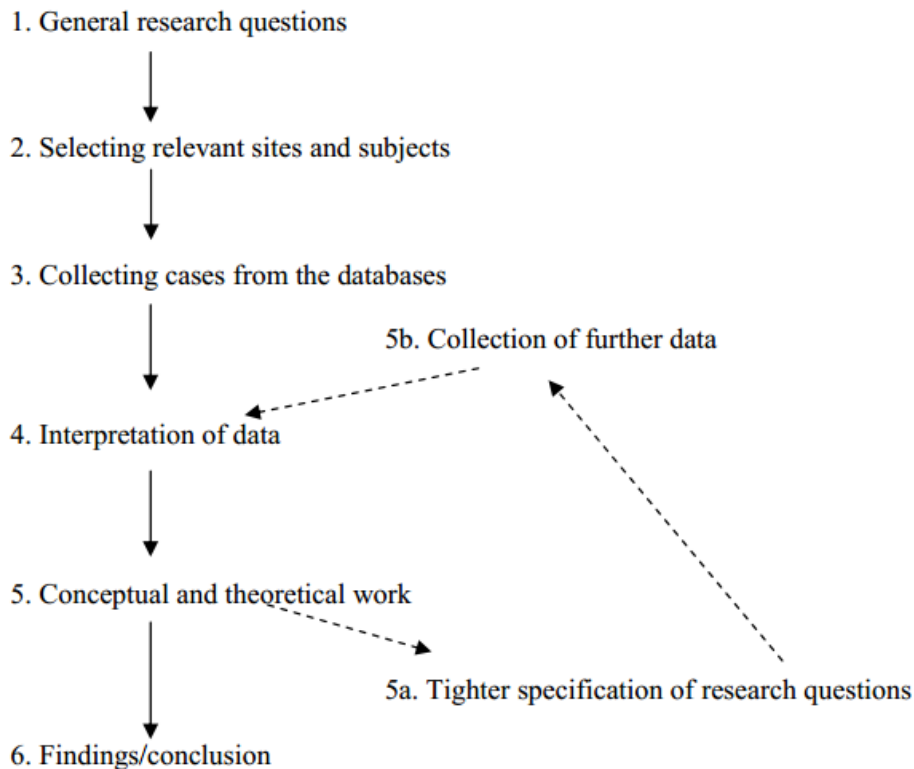 1. General research questions
2. Selecting relevant sites and subjects
3. Collecting cases from the databases
5b. Collection of further data
4. Interpretation of data
5. Conceptual and theoretical work
5a. Tighter specification of research questions
6. Findings/conclusion